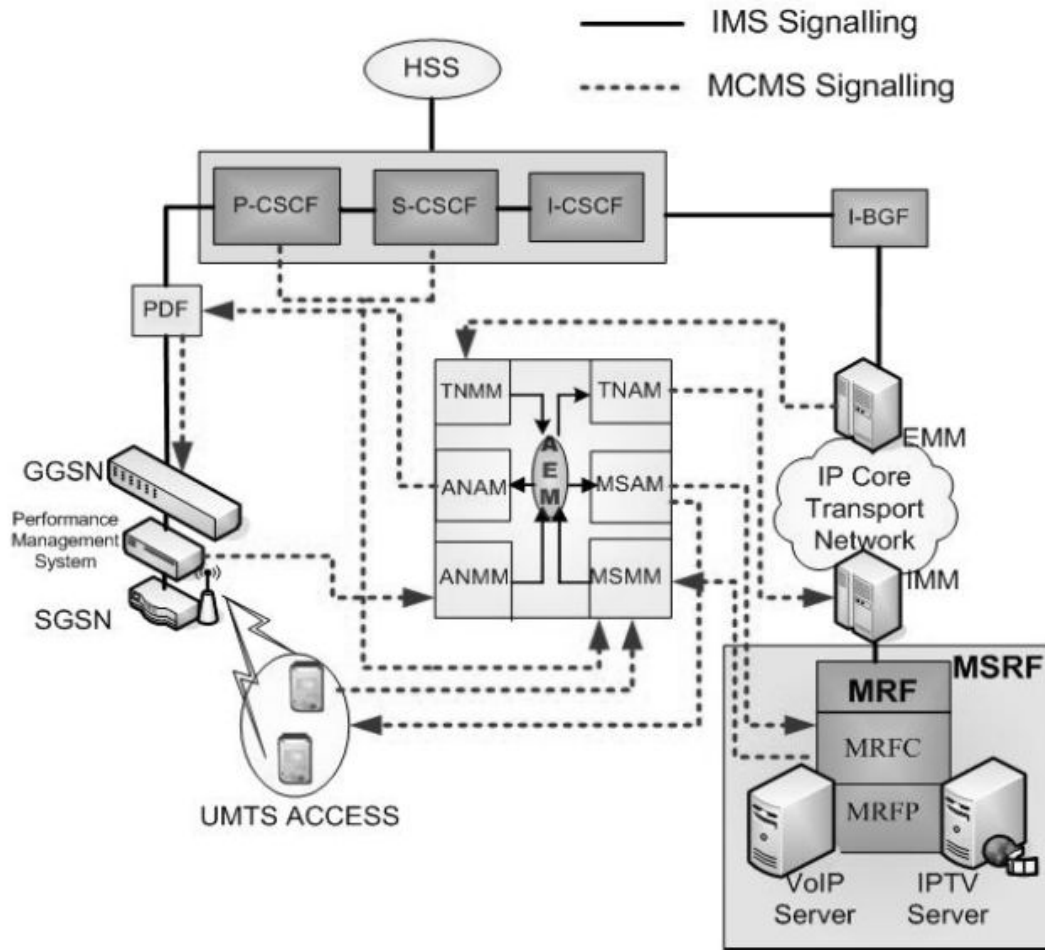 IMS Signalling
HSS
MCMS Signalling
P-CSCF
S-CSCF
I-CSCF
I-BGF
PDF
TNMM
TNAM
EMM
GGSN
A
E
M
ANAM
MSAM
IP Core
Transport
Network
Performance
Management
System
ANMM
MSMM
IMM
SGSN
MRF
MSRF
MRFC
MRFP
UMTS ACCESS
VoIP
Server
IPTV
Server